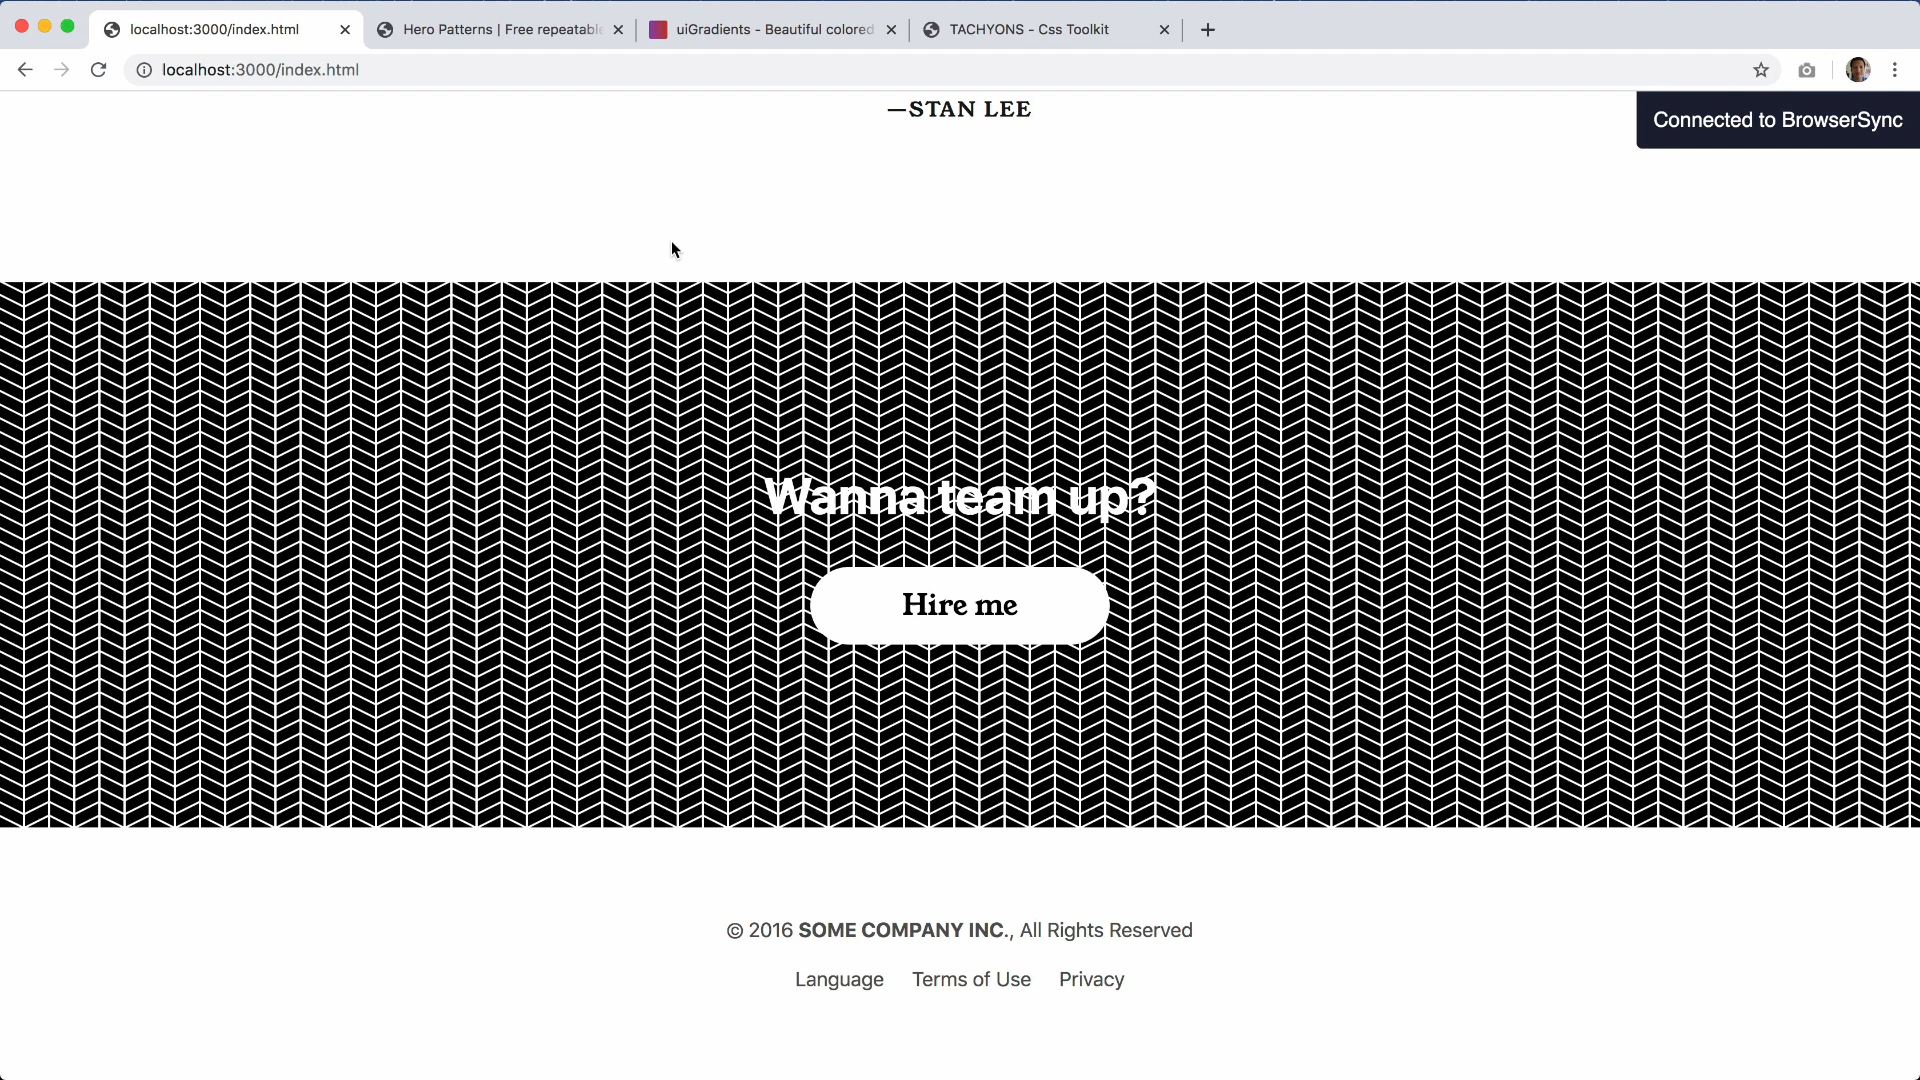 localhost:3000/index.html
Hero Patterns | Free repeatable
uiGradients - Beautiful colored
TACHYONS - Css Toolkit
localhost:3000/index.html
—STAN LEE
Connected to BrowserSync
Wanna team up?
Hire me
© 2016 SOME COMPANY INC., All Rights Reserved
Language Terms of Use Privacy